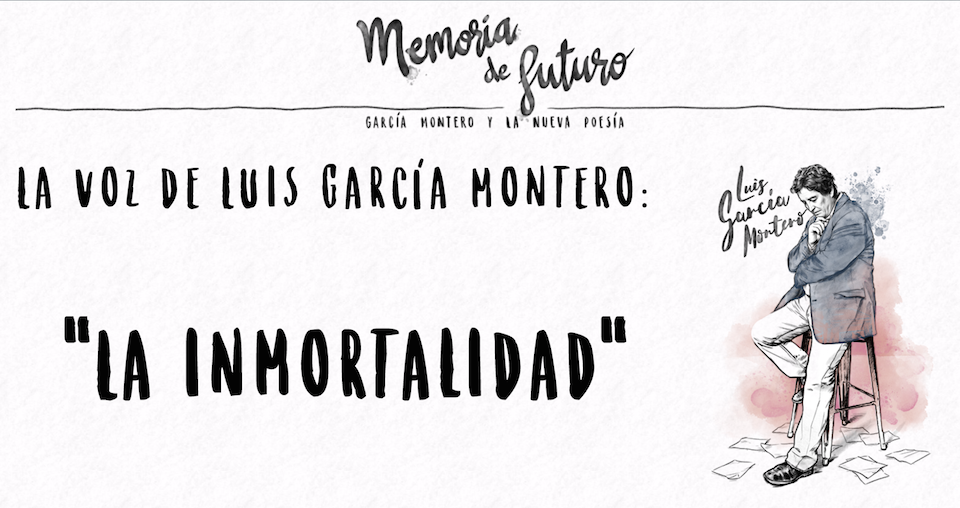 Memoria
de futuro
GARCÍA MONTERO Y LA NUEVA POESÍA
LA VOZ DE LUIS GARCÍA MONTERO:
Luis
García
Montero
"LA INMORTALIDAD"